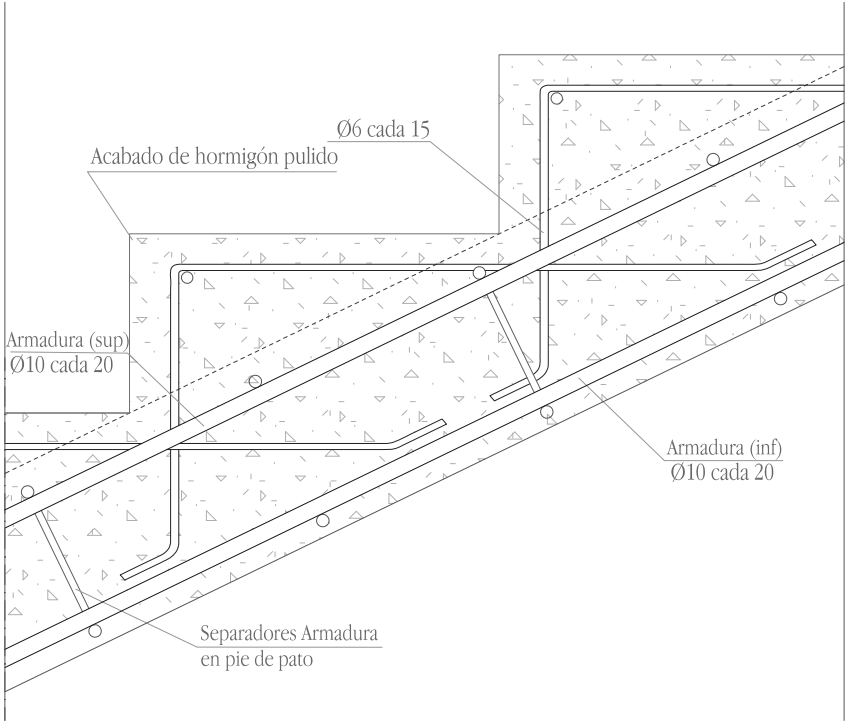 Ø6 cada 15
Acabado de hormigón pulido
Armadura (sup)
Ø10 cada 20
Armadura (inf)
Ø10 cada 20
Separadores Armadura
en pie de pato